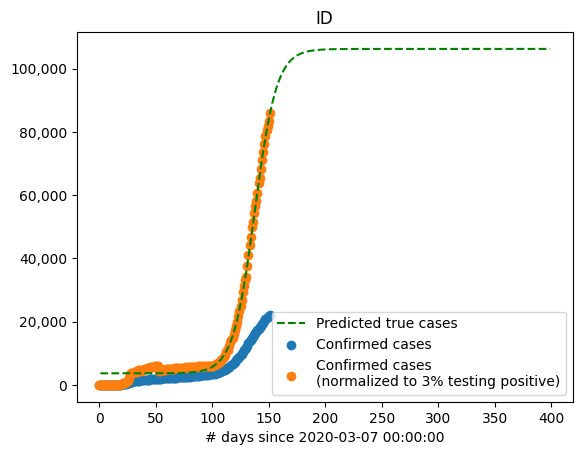 ID
100,000
80,000
60,000
40,000
20,000
0
Predicted true cases
Confirmed cases
Confirmed cases
(normalized to 3% testing positive)
0 50 100 150 200 250 300 350 400
# days since 2020-03-07 00:00:00